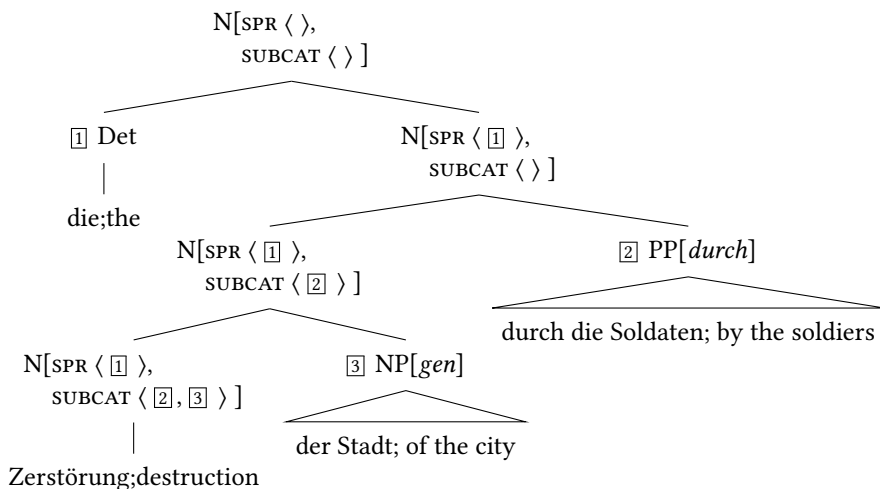 N[SPR ⟨ ⟩,
SUBCAT ⟨ ⟩ ]
[1] Det
N[SPR ⟨ [1] ⟩,
SUBCAT ⟨ ⟩ ]
die;the
N[SPR ⟨ [1] ⟩,
SUBCAT ⟨ [2] ⟩ ]
[2] PP[durch]
durch die Soldaten; by the soldiers
N[SPR ⟨ [1] ⟩,
SUBCAT ⟨ [2], [3] ⟩ ]
[3] NP[gen]
der Stadt; of the city
Zerstörung;destruction